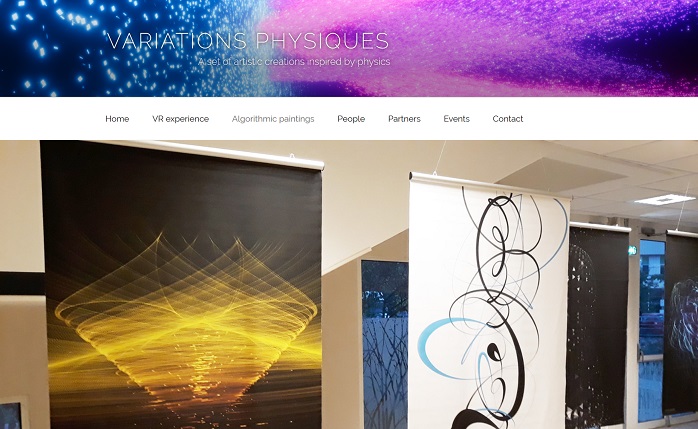 VARIATIONS PHYSIQUES
A set of artistic creations inspired by physics
Home VR experience Algorithmic paintings People Partners Events Contact